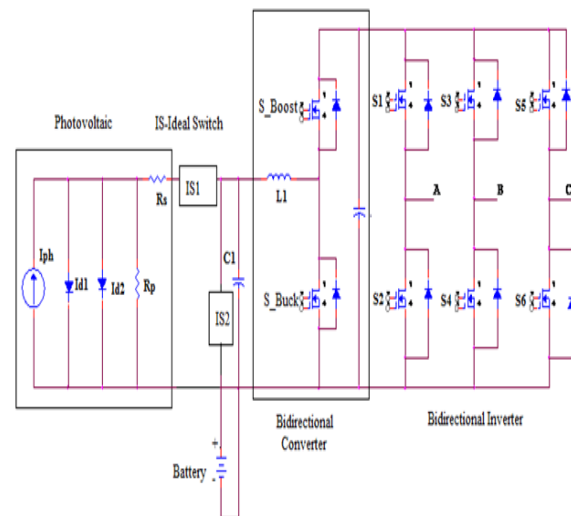 Photovoltaic
IS-Ideal Switch
S_Boost
S1
S3
S5
Rs
IS1
L1
A
B
C
C1
Iph
Id1
Id2
Rp
IS2
S_Buck
S2
S4
S6
Bidirectional
Converter
Bidirectional Inverter
+
Battery
-